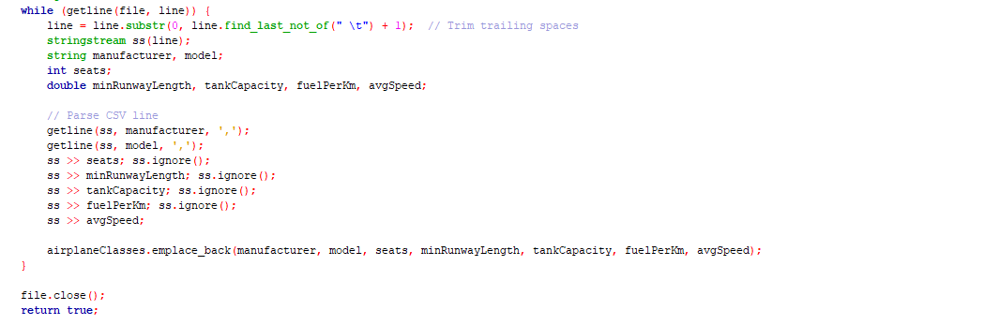 while (getline(file, line)) {
    line = line.substr(0, line.find_last_not_of(" \t") + 1);  // Trim trailing spaces
    stringstream ss(line);
    string manufacturer, model;
    int seats;
    double minRunwayLength, tankCapacity, fuelPerKm, avgSpeed;

    // Parse CSV line
    getline(ss, manufacturer, ',');
    getline(ss, model, ',');
    ss >> seats; ss.ignore();
    ss >> minRunwayLength; ss.ignore();
    ss >> tankCapacity; ss.ignore();
    ss >> fuelPerKm; ss.ignore();
    ss >> avgSpeed;

    airplaneClasses.emplace_back(manufacturer, model, seats, minRunwayLength, tankCapacity, fuelPerKm, avgSpeed);
}

file.close();
return true;